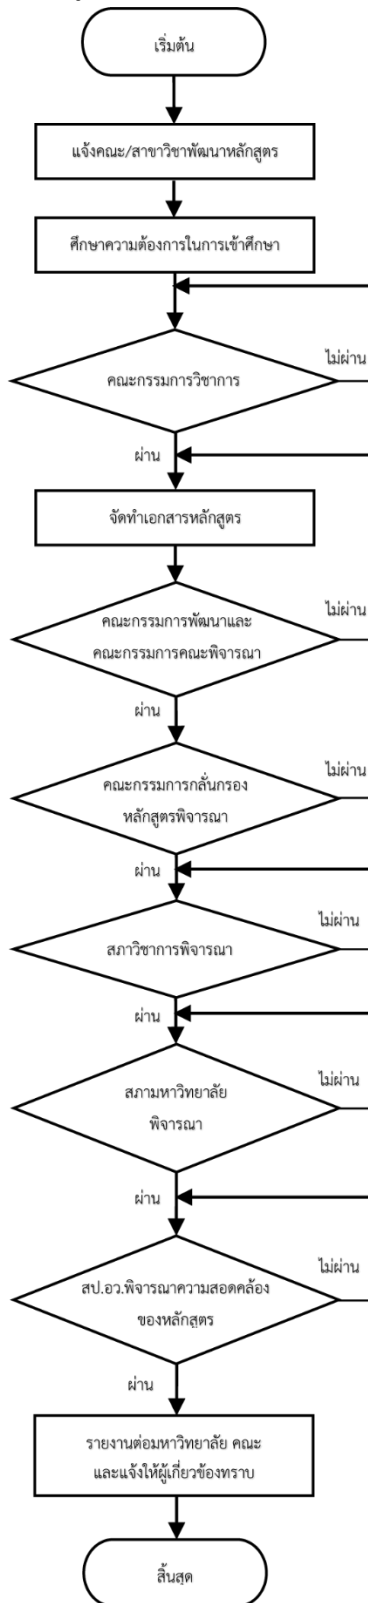 เริ่มต้น
แจ้งคณะ/สาขาวิชาพัฒนาหลักสูตร
ศึกษาความต้องการในการเข้าศึกษา
ไม่ผ่าน
คณะกรรมการวิชาการ
ผ่าน
จัดทำเอกสารหลักสูตร
ไม่ผ่าน
คณะกรรมการพัฒนาและ
คณะกรรมการคณะพิจารณา
ผ่าน
ไม่ผ่าน
คณะกรรมการกลั่นกรอง
หลักสูตรพิจารณา
ผ่าน
ไม่ผ่าน
สภาวิชาการพิจารณา
ผ่าน
ไม่ผ่าน
สภามหาวิทยาลัย
พิจารณา
ผ่าน
ไม่ผ่าน
สป.อว.พิจารณาความสอดคล้อง
ของหลักสูตร
ผ่าน
รายงานต่อมหาวิทยาลัย คณะ
และแจ้งให้ผู้เกี่ยวข้องทราบ
สิ้นสุด